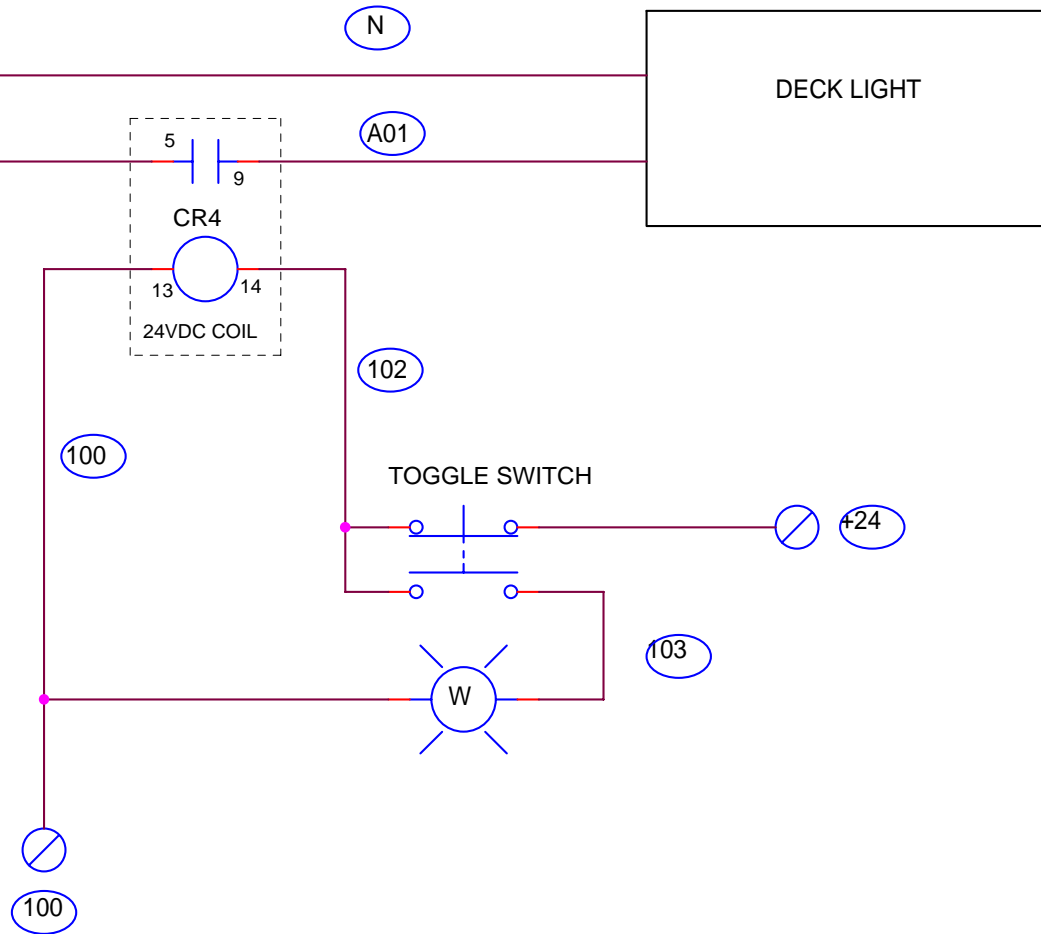 N
DECK LIGHT
A01
5
9
CR4
13
14
24VDC COIL
102
100
TOGGLE SWITCH
+24
103
W
100